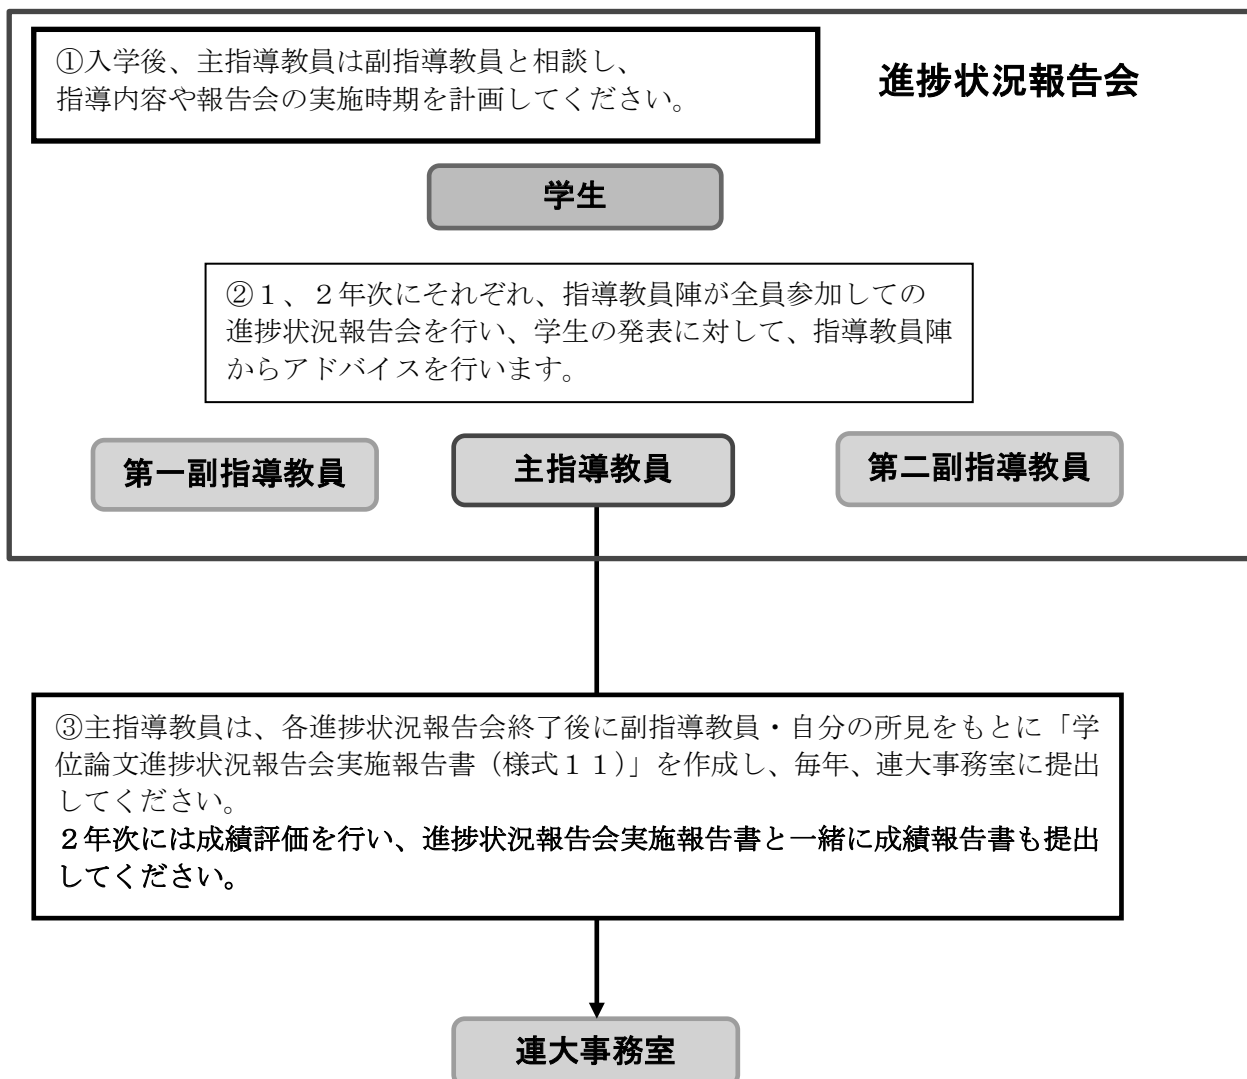 ①入学後、主指導教員は副指導教員と相談し、
指導内容や報告会の実施時期を計画してください。
進捗状況報告会
学生
②１、２年次にそれぞれ、指導教員陣が全員参加しての
進捗状況報告会を行い、学生の発表に対して、指導教員陣
からアドバイスを行います。
第一副指導教員
主指導教員
第二副指導教員
③主指導教員は、各進捗状況報告会終了後に副指導教員・自分の所見をもとに「学
位論文進捗状況報告会実施報告書（様式１１）」を作成し、毎年、連大事務室に提出
してください。
２年次には成績評価を行い、進捗状況報告会実施報告書と一緒に成績報告書も提出
してください。
連大事務室